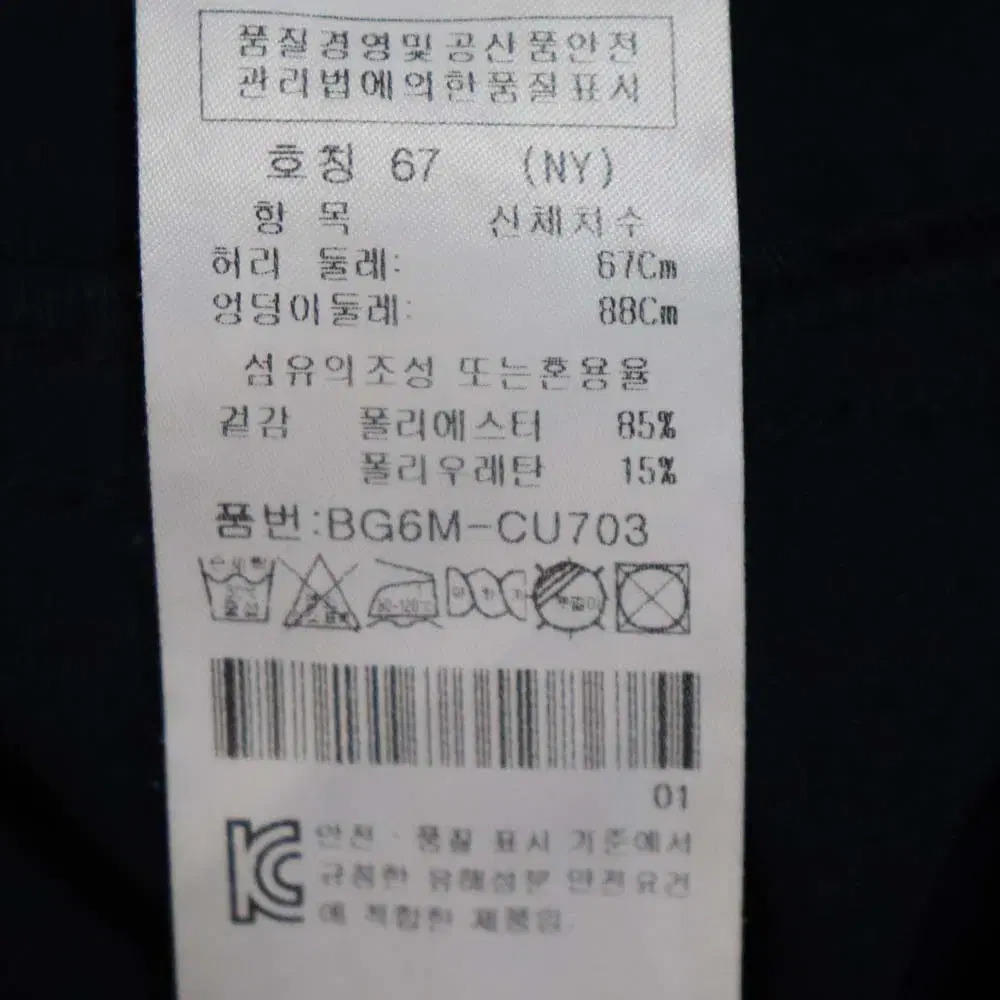 품질경영및공산품안전
관리법에의한품질표시
호칭 67 (NY)
항 목 신체치수
허리 둘레: 67Cm
엉덩이둘레: 88Cm
섬유의조성 또는혼용율
겉감 폴리에스터 85%
폴리우레탄 15%
품번:BG6M-CU703
80-120℃
01
안전·품질 표시 기준에서
규정한 유해성분 안전요건
에 적합한 제품임